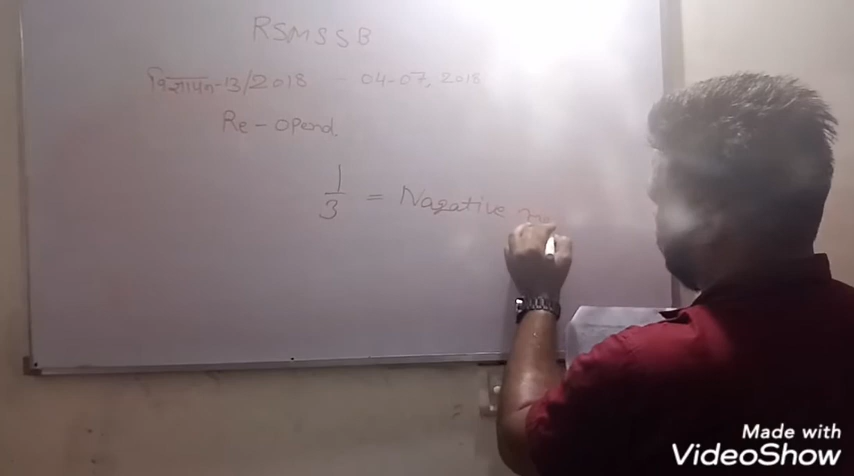 RSMSSB
विज्ञापन-13/2018 - 04-07, 2018
Re-opend.
1/3 = Nagative
Made with
VideoShow